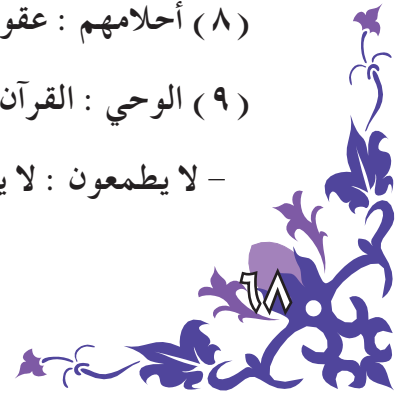 (٨) أحلامهم : عقو
(٩) الوحي : القرآن
– لا يطمعون : لا ي
٦٨